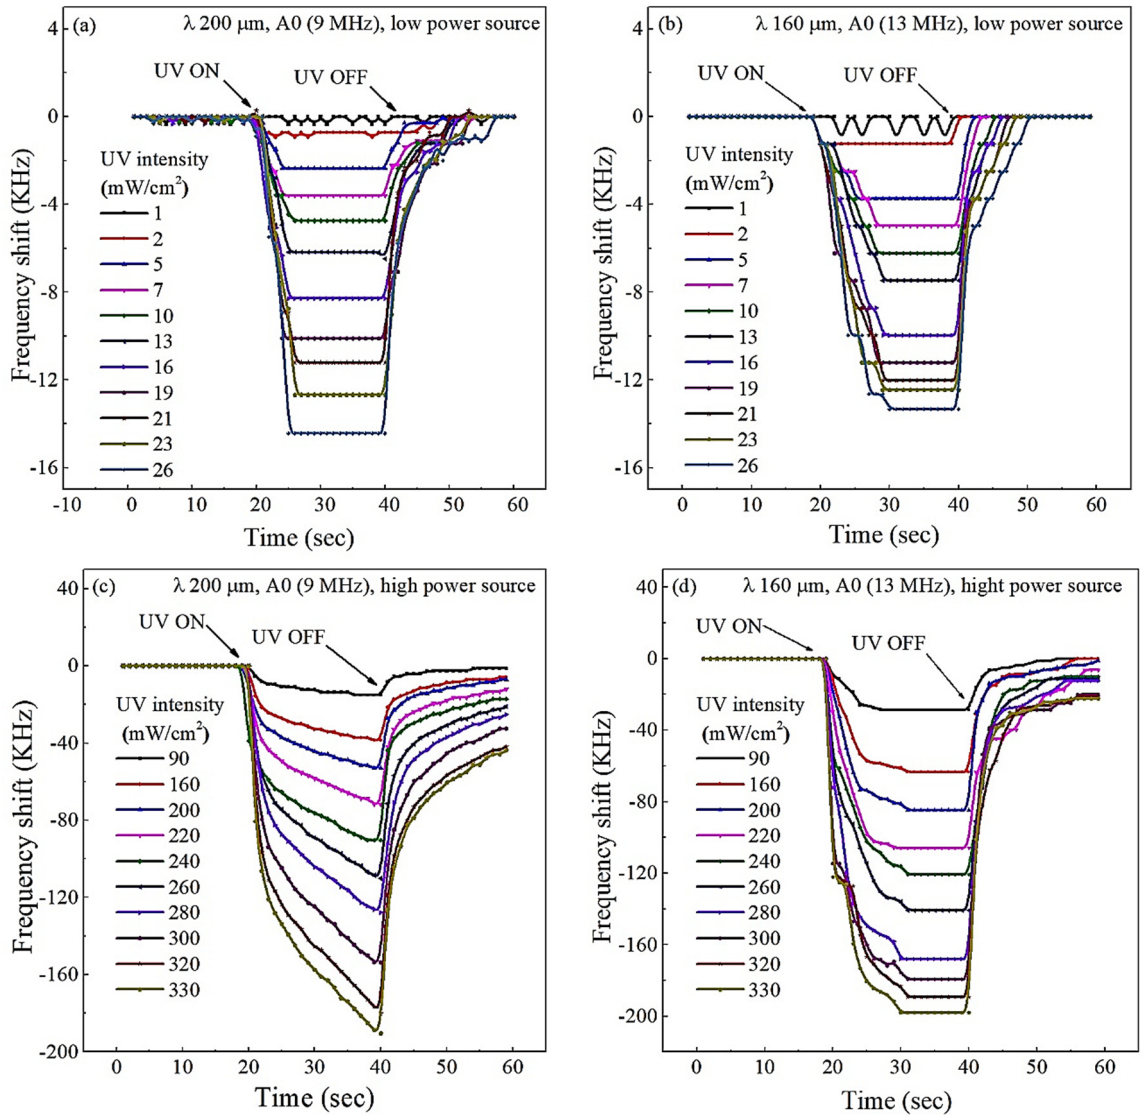 (a) λ 200 μm, A0 (9 MHz), low power source
UV ON
UV OFF
UV intensity
(mW/cm²)
1
2
5
7
10
13
16
19
21
23
26
4
0
-4
-8
-12
-16
Frequency shift (KHz)
-10 0 10 20 30 40 50 60
Time (sec)
(b) λ 160 μm, A0 (13 MHz), low power source
UV ON
UV OFF
UV intensity
(mW/cm²)
1
2
5
7
10
13
16
19
21
23
26
4
0
-4
-8
-12
-16
Frequency shift (KHz)
0 10 20 30 40 50 60
Time (sec)
(c) λ 200 μm, A0 (9 MHz), high power source
UV ON
UV OFF
UV intensity
(mW/cm²)
90
160
200
220
240
260
280
300
320
330
40
0
-40
-80
-120
-160
-200
Frequency shift (KHz)
0 10 20 30 40 50 60
Time (sec)
(d) λ 160 μm, A0 (13 MHz), hight power source
UV ON
UV OFF
UV intensity
(mW/cm²)
90
160
200
220
240
260
280
300
320
330
40
0
-40
-80
-120
-160
-200
Frequency shift (KHz)
0 10 20 30 40 50 60
Time (sec)